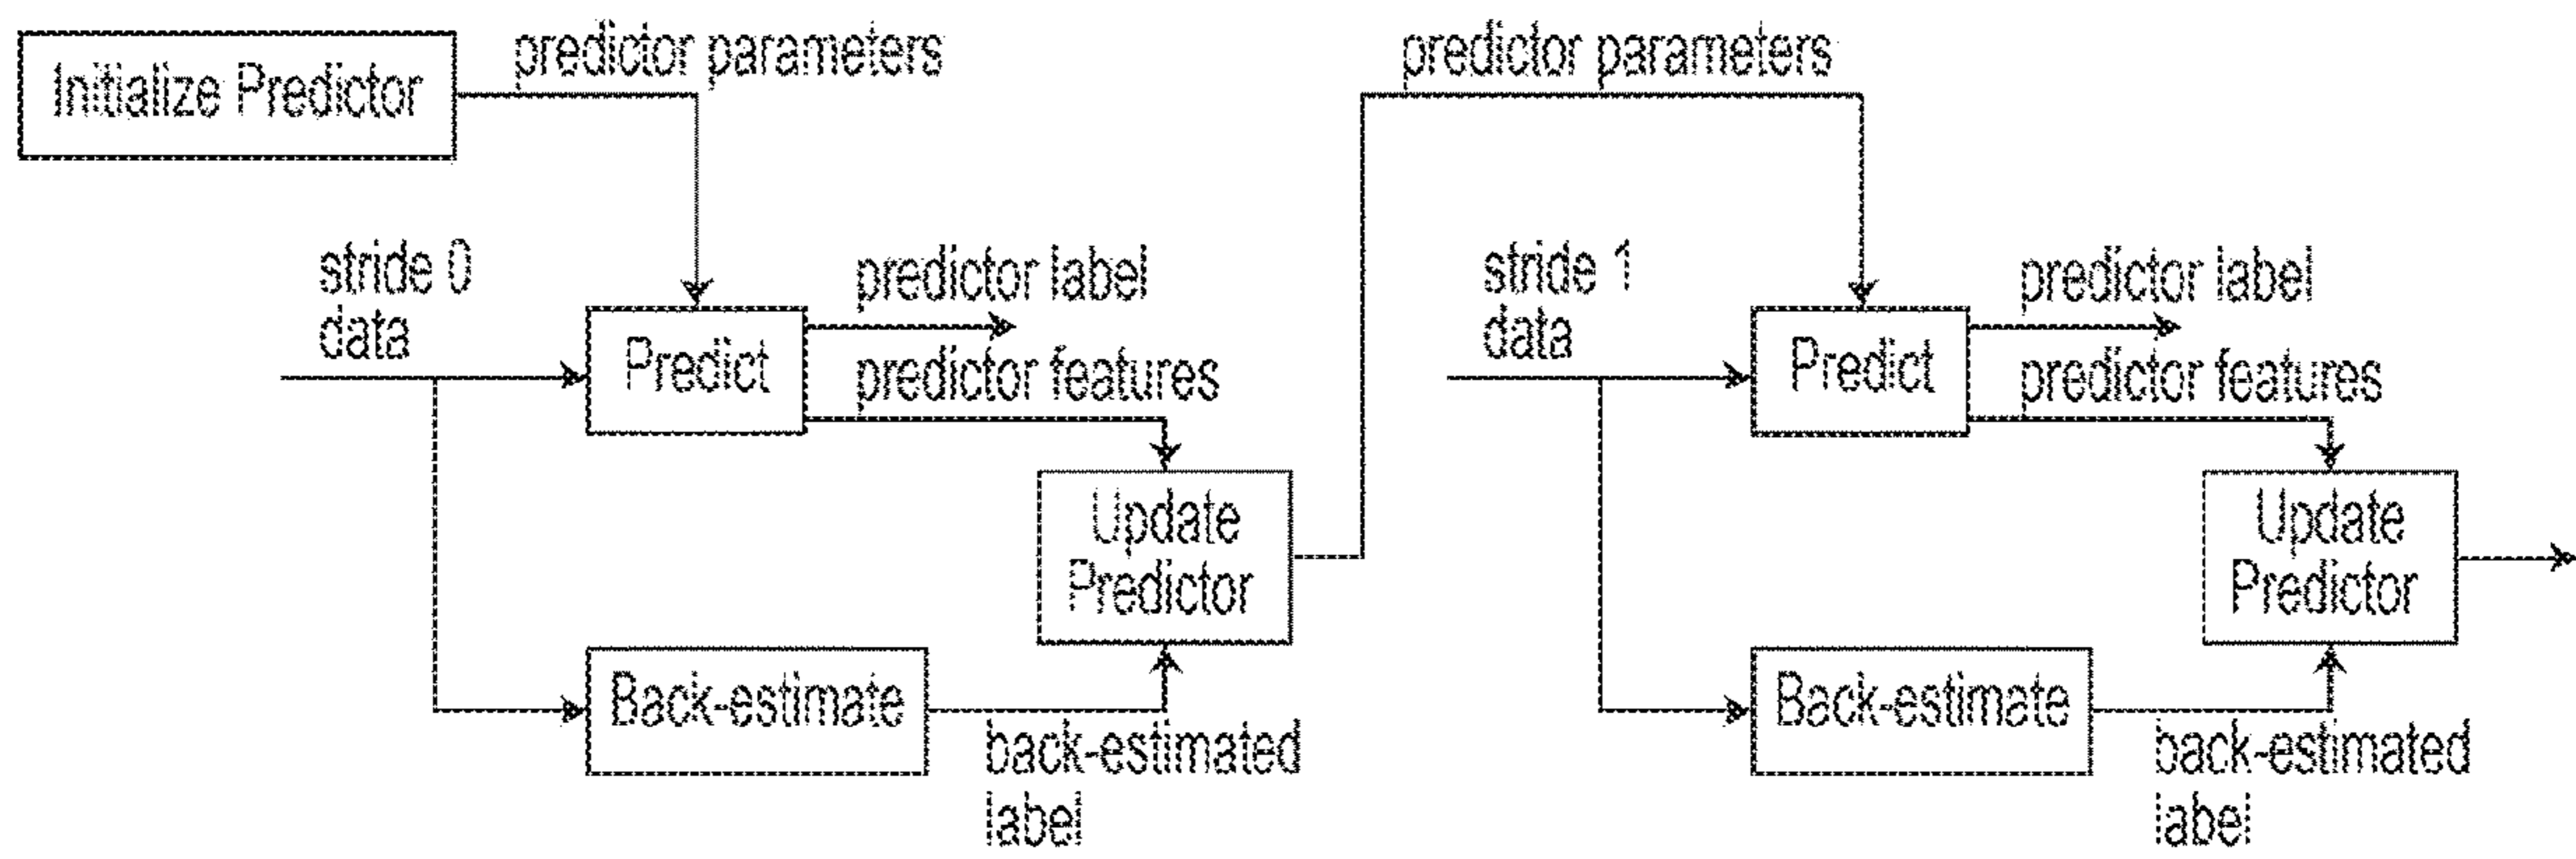 Initialize Predictor
predictor parameters
predictor parameters
stride 0
data
Predict
predictor label
predictor features
Update
Predictor
Back-estimate
back-estimated
label
stride 1
data
Predict
predictor label
predictor features
Update
Predictor
Back-estimate
back-estimated
label